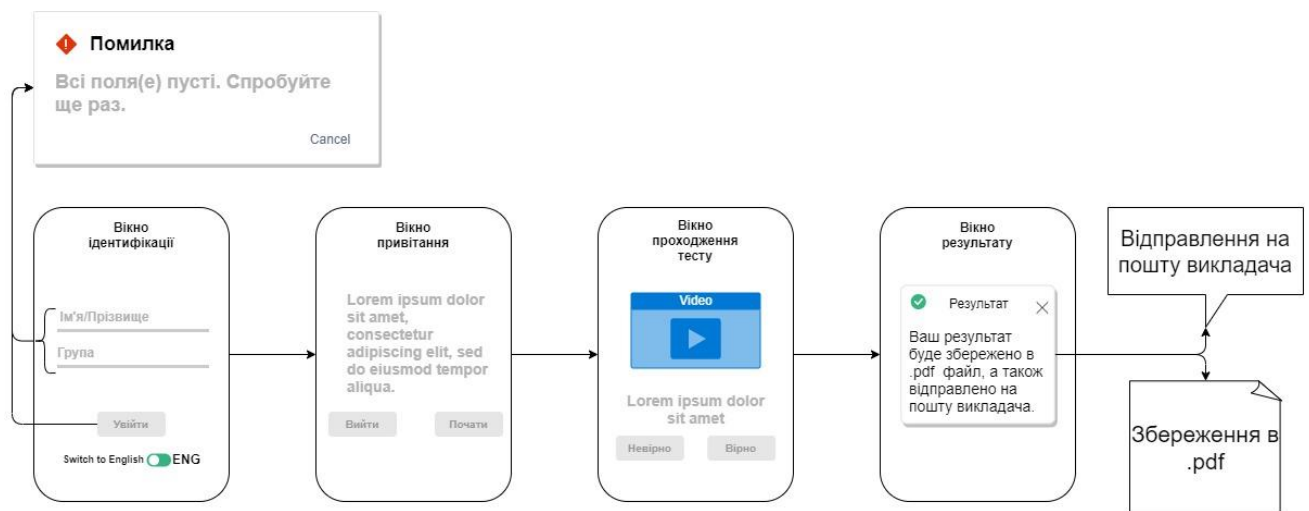 Помилка
Всі поля(е) пусті. Спробуйте
ще раз.
Cancel
Вікно
ідентифікації
Ім'я/Прізвище
Група
Увійти
Switch to English
ENG
Вікно
привітання
Lorem ipsum dolor
sit amet,
consectetur
adipiscing elit, sed
do eiusmod tempor
aliqua.
Вийти
Почати
Вікно
проходження
тесту
Video
Lorem ipsum dolor
sit amet
Невірно
Вірно
Вікно
результату
Результат
Ваш результат
буде збережено в
.pdf файл, а також
відправлено на
пошту викладача.
Відправлення на
пошту викладача
Збереження в
.pdf